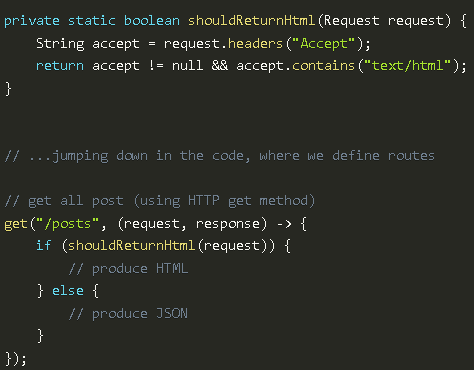 private static boolean shouldReturnHtml(Request request) {
    String accept = request.headers("Accept");
    return accept != null && accept.contains("text/html");
}
// ...jumping down in the code, where we define routes
// get all post (using HTTP get method)
get("/posts", (request, response) -> {
    if (shouldReturnHtml(request)) {
        // produce HTML
    } else {
        // produce JSON
    }
});